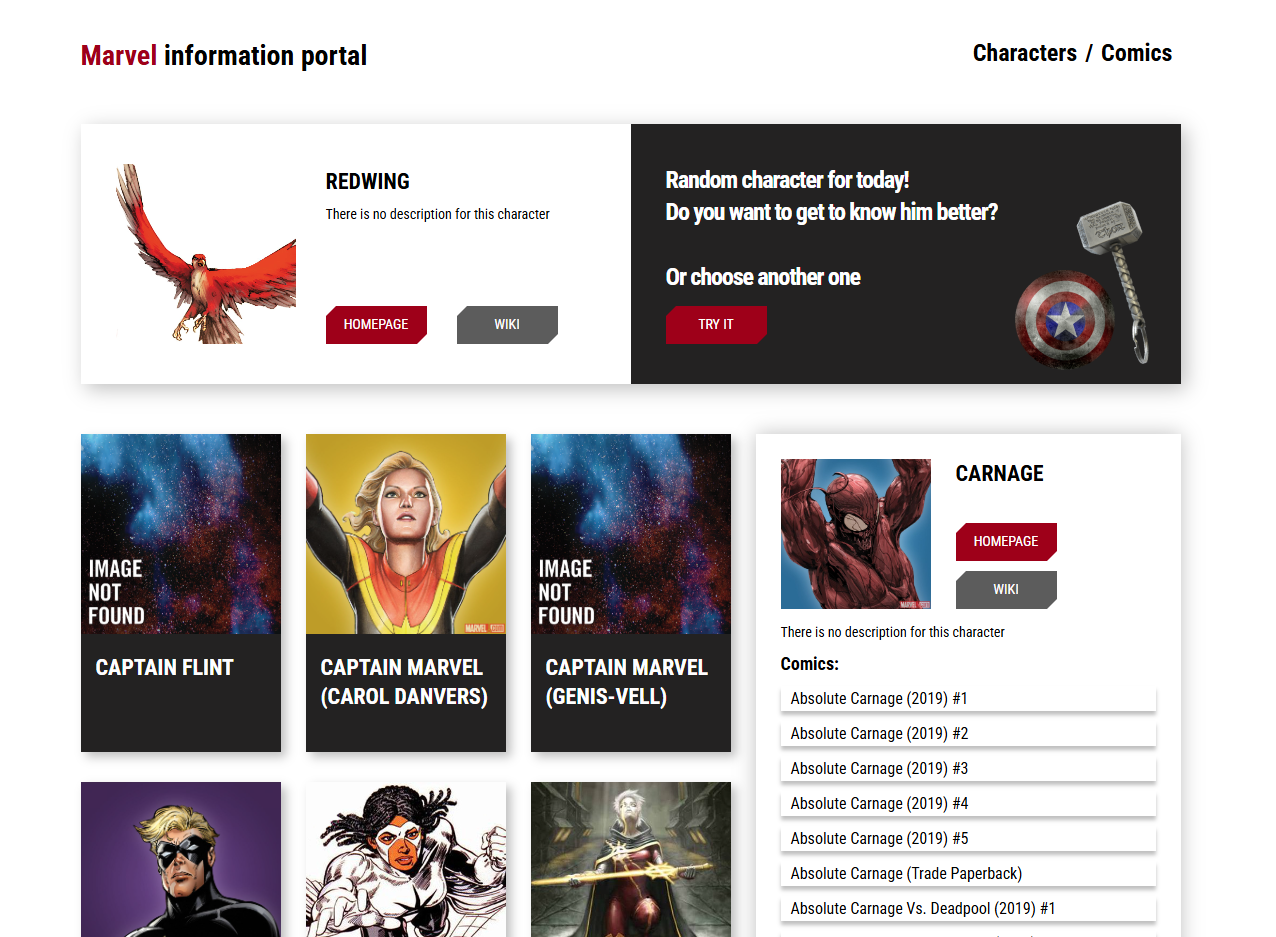 Marvel information portal
Characters / Comics
REDWING
There is no description for this character
HOMEPAGE
WIKI
Random character for today!
Do you want to get to know him better?
Or choose another one
TRY IT
IMAGE
NOT
FOUND
CAPTAIN FLINT
CAPTAIN MARVEL
(CAROL DANVERS)
IMAGE
NOT
FOUND
CAPTAIN MARVEL
(GENIS-VELL)
CARNAGE
HOMEPAGE
WIKI
There is no description for this character
Comics:
Absolute Carnage (2019) #1
Absolute Carnage (2019) #2
Absolute Carnage (2019) #3
Absolute Carnage (2019) #4
Absolute Carnage (2019) #5
Absolute Carnage (Trade Paperback)
Absolute Carnage Vs. Deadpool (2019) #1